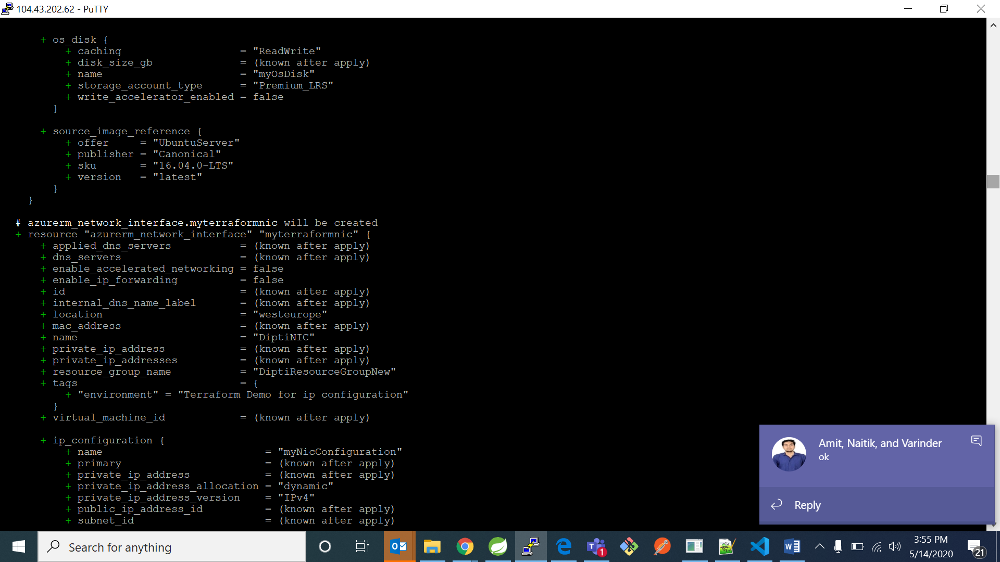 104.43.202.62 - PuTTY
+ os_disk {
+ caching = "ReadWrite"
+ disk_size_gb = (known after apply)
+ name = "myOsDisk"
+ storage_account_type = "Premium_LRS"
+ write_accelerator_enabled = false
}
+ source_image_reference {
+ offer = "UbuntuServer"
+ publisher = "Canonical"
+ sku = "16.04.0-LTS"
+ version = "latest"
}
}
# azurerm_network_interface.myterraformnic will be created
+ resource "azurerm_network_interface" "myterraformnic" {
+ applied_dns_servers = (known after apply)
+ dns_servers = (known after apply)
+ enable_accelerated_networking = false
+ enable_ip_forwarding = false
+ id = (known after apply)
+ internal_dns_name_label = (known after apply)
+ location = "westeurope"
+ mac_address = (known after apply)
+ name = "DiptiNIC"
+ private_ip_address = (known after apply)
+ private_ip_addresses = (known after apply)
+ resource_group_name = "DiptiResourceGroupNew"
+ tags = {
+ "environment" = "Terraform Demo for ip configuration"
}
+ virtual_machine_id = (known after apply)
+ ip_configuration {
+ name = "myNicConfiguration"
+ primary = (known after apply)
+ private_ip_address = (known after apply)
+ private_ip_address_allocation = "dynamic"
+ private_ip_address_version = "IPv4"
+ public_ip_address_id = (known after apply)
+ subnet_id = (known after apply)
Amit, Naitik, and Varinder
ok
Reply
Search for anything
1
3:55 PM
5/14/2020
21